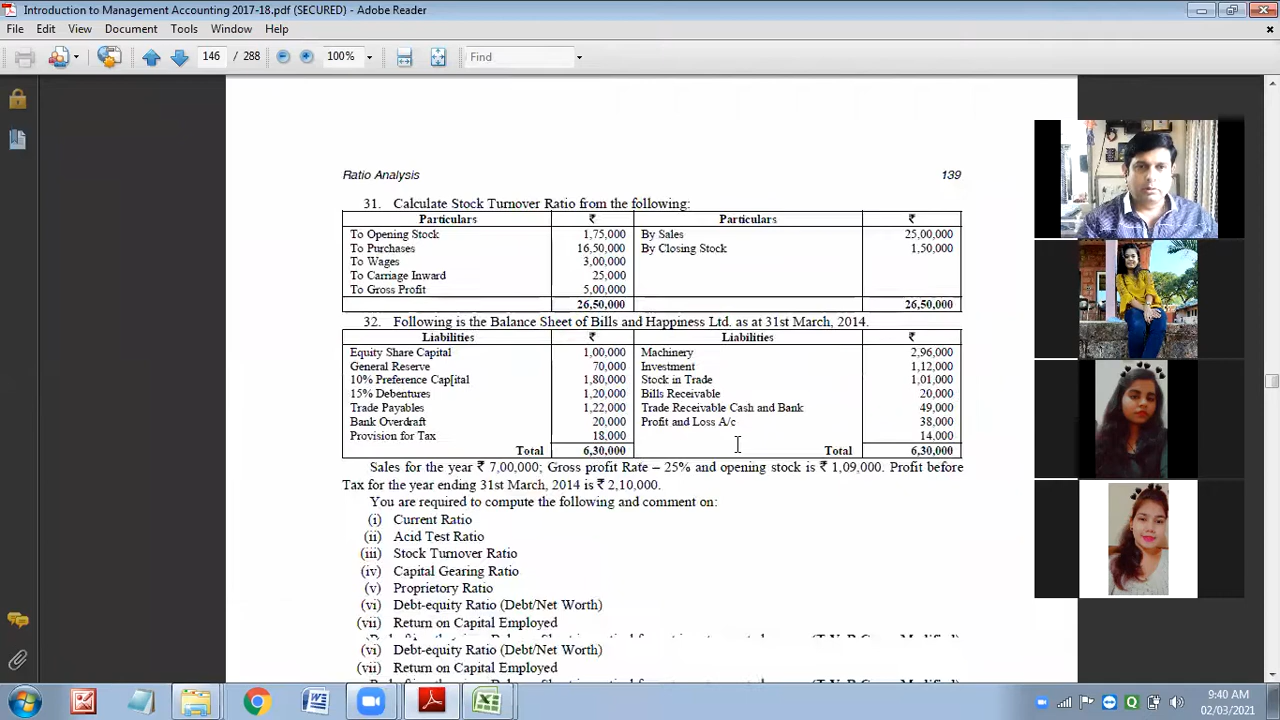 Introduction to Management Accounting 2017-18.pdf (SECURED) - Adobe Reader
File Edit View Document Tools Window Help
146 / 288 100% Find
Ratio Analysis 139
31. Calculate Stock Turnover Ratio from the following:
Particulars ₹ Particulars ₹
To Opening Stock 1,75,000 By Sales 25,00,000
To Purchases 16,50,000 By Closing Stock 1,50,000
To Wages 3,00,000
To Carriage Inward 25,000
To Gross Profit 5,00,000
26,50,000 26,50,000
32. Following is the Balance Sheet of Bills and Happiness Ltd. as at 31st March, 2014.
Liabilities ₹ Liabilities ₹
Equity Share Capital 1,00,000 Machinery 2,96,000
General Reserve 70,000 Investment 1,12,000
10% Preference Cap[ital 1,80,000 Stock in Trade 1,01,000
15% Debentures 1,20,000 Bills Receivable 20,000
Trade Payables 1,22,000 Trade Receivable Cash and Bank 49,000
Bank Overdraft 20,000 Profit and Loss A/c 38,000
Provision for Tax 18,000 14,000
Total 6,30,000 Total 6,30,000
Sales for the year ₹ 7,00,000; Gross profit Rate – 25% and opening stock is ₹ 1,09,000. Profit before
Tax for the year ending 31st March, 2014 is ₹ 2,10,000.
You are required to compute the following and comment on:
(i) Current Ratio
(ii) Acid Test Ratio
(iii) Stock Turnover Ratio
(iv) Capital Gearing Ratio
(v) Proprietory Ratio
(vi) Debt-equity Ratio (Debt/Net Worth)
(vii) Return on Capital Employed
(vi) Debt-equity Ratio (Debt/Net Worth)
(vii) Return on Capital Employed
9:40 AM
02/03/2021